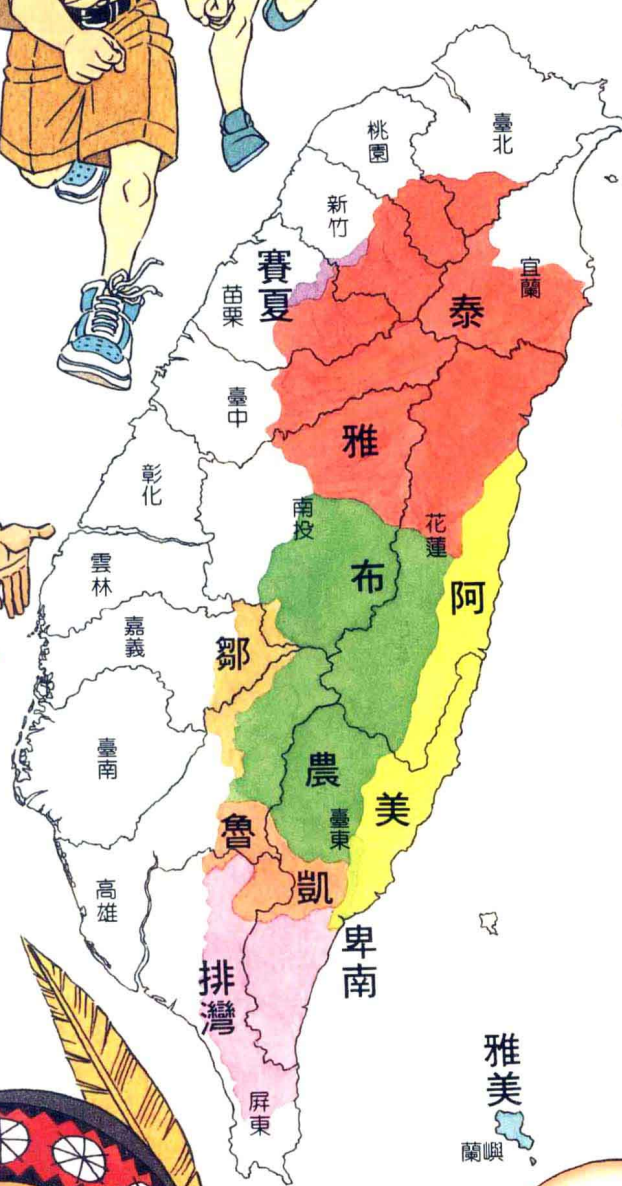 臺北
桃園
新竹
宜蘭
賽夏
苗栗
泰雅
臺中
彰化
南投
花蓮
雲林
布農
阿美
嘉義
鄒
臺南
臺東
魯凱
高雄
卑南
排灣
雅美
屏東
蘭嶼